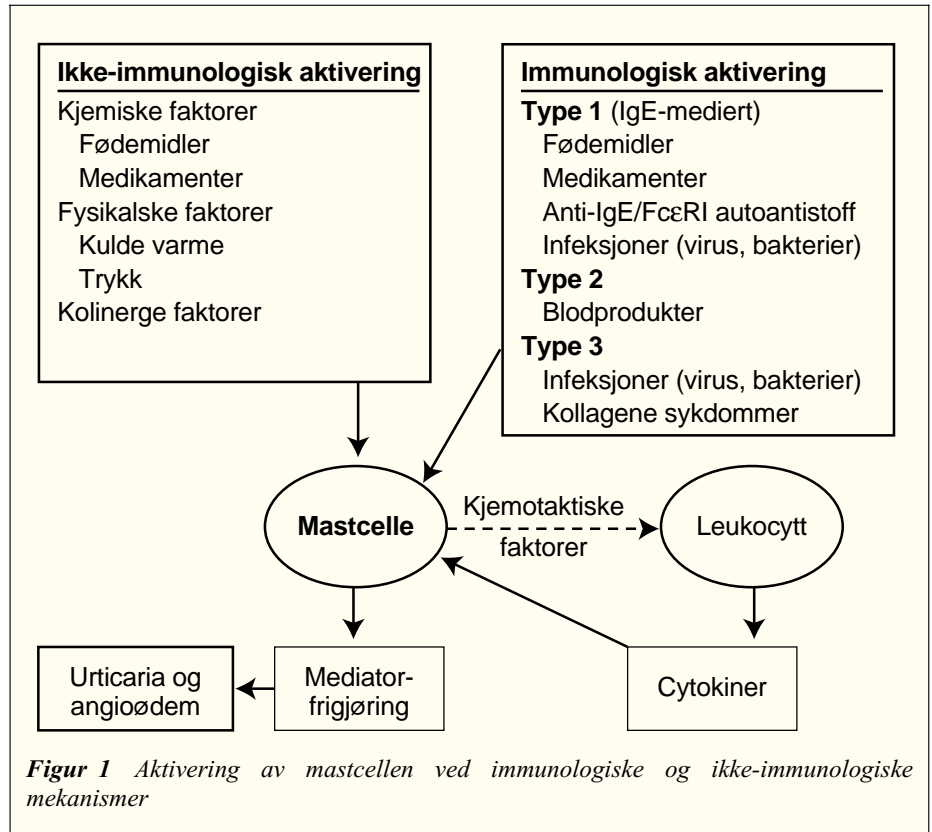 Ikke-immunologisk aktivering
Kjemiske faktorer
Fødemidler
Medikamenter
Fysikalske faktorer
Kulde varme
Trykk
Kolinerge faktorer
Immunologisk aktivering
Type 1 (IgE-mediert)
Fødemidler
Medikamenter
Anti-IgE/FcεRI autoantistoff
Infeksjoner (virus, bakterier)
Type 2
Blodprodukter
Type 3
Infeksjoner (virus, bakterier)
Kollagene sykdommer
Mastcelle
Kjemotaktiske
faktorer
Leukocytt
Urticaria og
angioødem
Mediator-
frigjøring
Cytokiner
Figur 1 Aktivering av mastcellen ved immunologiske og ikke-immunologiske
mekanismer